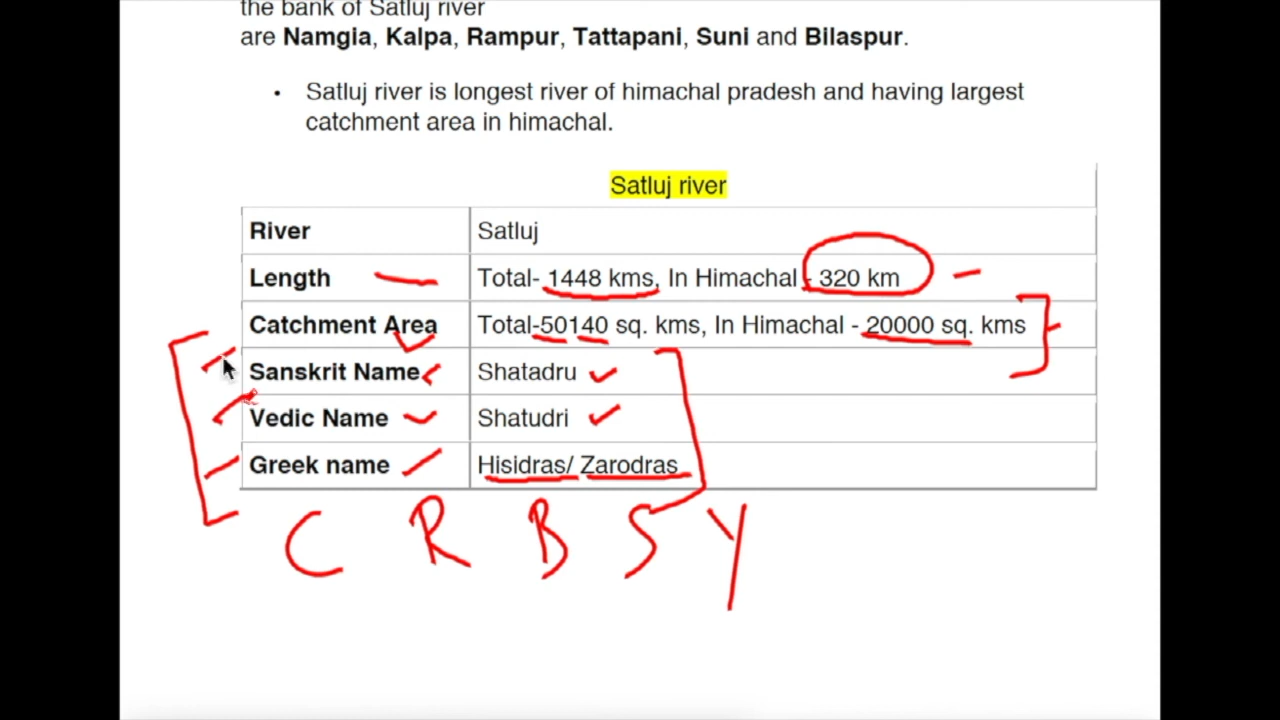 the bank of Satluj river
are Namgia, Kalpa, Rampur, Tattapani, Suni and Bilaspur.
• Satluj river is longest river of himachal pradesh and having largest
catchment area in himachal.
Satluj river
River Satluj
Length Total- 1448 kms, In Himachal - 320 km
Catchment Area Total-50140 sq. kms, In Himachal - 20000 sq. kms
Sanskrit Name Shatadru
Vedic Name Shatudri
Greek name Hisidras/ Zarodras
C R B S Y